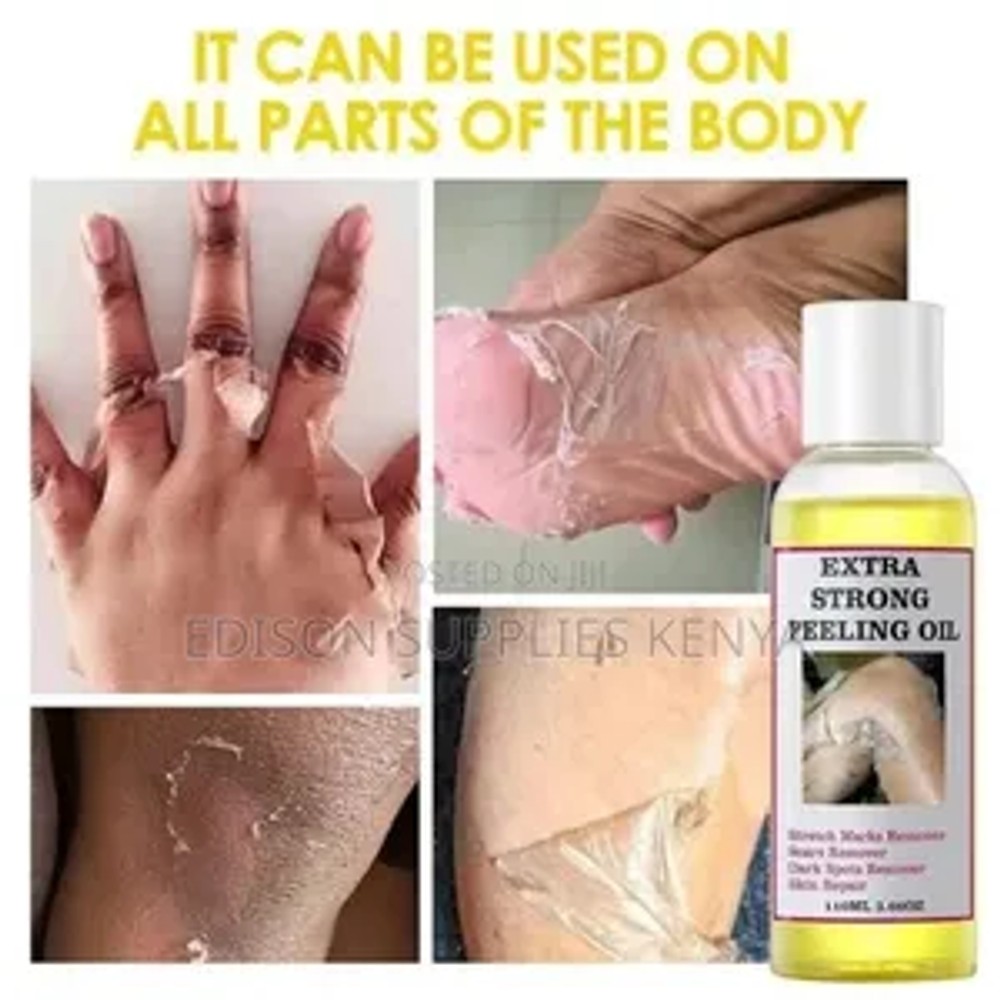 IT CAN BE USED ON
ALL PARTS OF THE BODY
POSTED ON JIJI
EDISON SUPPLIES KENYA
EXTRA
STRONG
PEELING OIL
Stretch Marks Remover
Scars Remover
Dark Spots Remover
Skin Repair